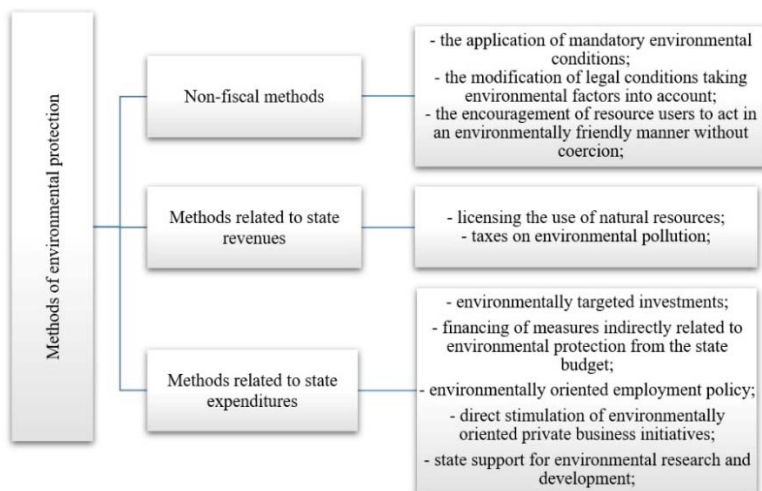 Methods of environmental protection
Non-fiscal methods
- the application of mandatory environmental
conditions;
- the modification of legal conditions taking
environmental factors into account;
- the encouragement of resource users to act in
an environmentally friendly manner without
coercion;
Methods related to state
revenues
- licensing the use of natural resources;
- taxes on environmental pollution;
Methods related to state
expenditures
- environmentally targeted investments;
- financing of measures indirectly related to
environmental protection from the state
budget;
- environmentally oriented employment policy;
- direct stimulation of environmentally
oriented private business initiatives;
- state support for environmental research and
development;